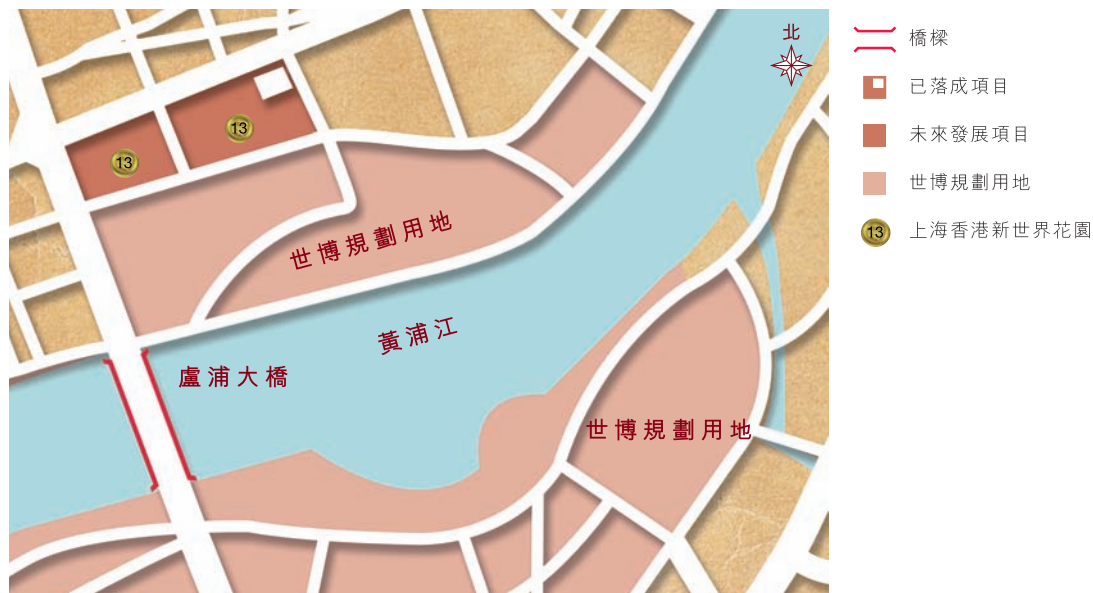 北
13
13
世博規劃用地
黃浦江
盧浦大橋
世博規劃用地
橋樑
已落成項目
未來發展項目
世博規劃用地
13 上海香港新世界花園